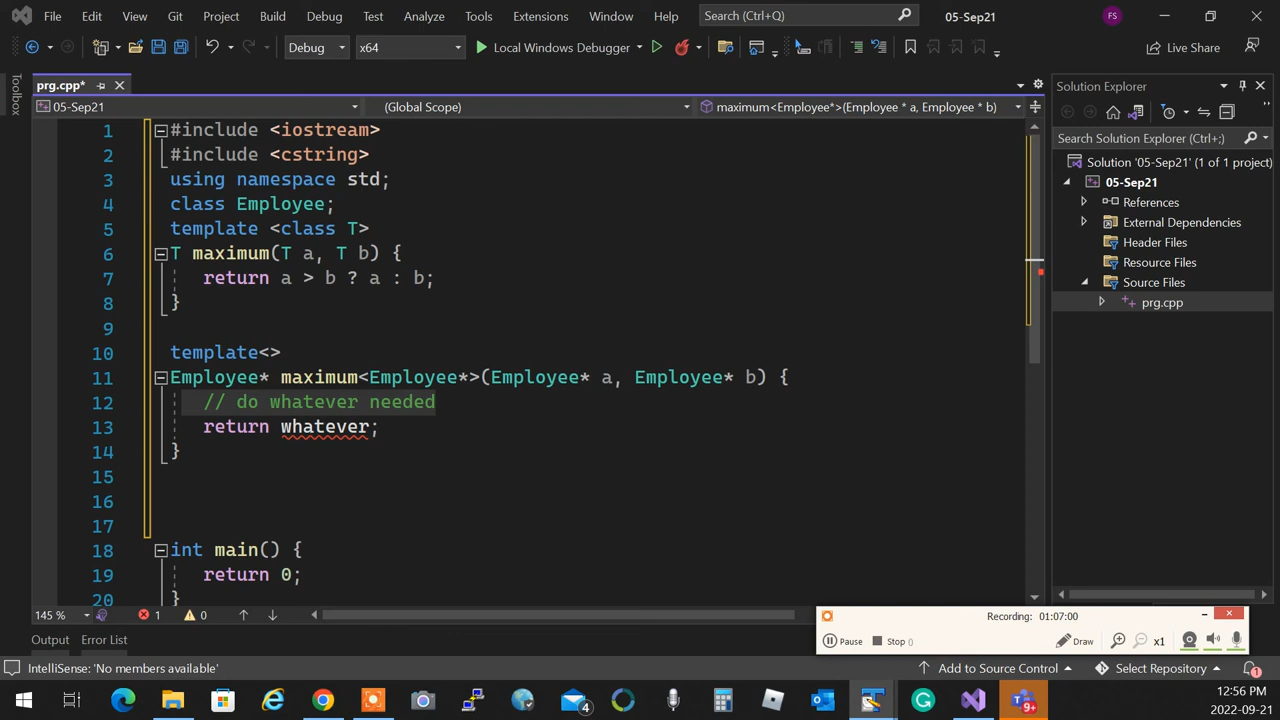 File Edit View Git Project Build Debug Test Analyze Tools Extensions Window Help Search (Ctrl+Q) 05-Sep21 FS
Debug x64 Local Windows Debugger Live Share
Toolbox
prg.cpp*
05-Sep21 (Global Scope) maximum<Employee*>(Employee * a, Employee * b)
1 #include <iostream>
2 #include <cstring>
3 using namespace std;
4 class Employee;
5 template <class T>
6 T maximum(T a, T b) {
7 return a > b ? a : b;
8 }
9
10 template<>
11 Employee* maximum<Employee*>(Employee* a, Employee* b) {
12 // do whatever needed
13 return whatever;
14 }
15
16
17
18 int main() {
19 return 0;
20 }
145 % 1 0
Output Error List
IntelliSense: 'No members available'
Solution Explorer
Search Solution Explorer (Ctrl+;)
Solution '05-Sep21' (1 of 1 project)
05-Sep21
References
External Dependencies
Header Files
Resource Files
Source Files
prg.cpp
Recording: 01:07:00
Pause Stop () Draw x1
Add to Source Control Select Repository 1
4 9+
12:56 PM
2022-09-21